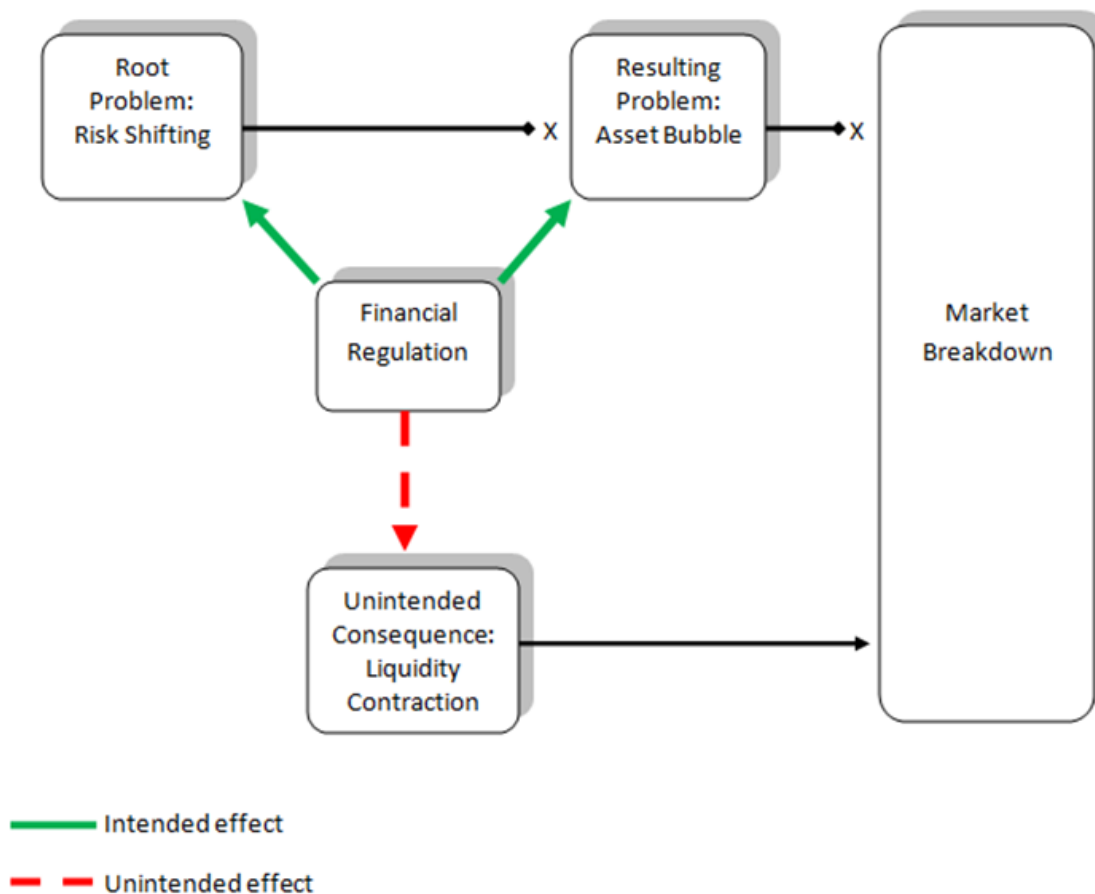 Root
Problem:
Risk Shifting
X
Resulting
Problem:
Asset Bubble
X
Financial
Regulation
Market
Breakdown
Unintended
Consequence:
Liquidity
Contraction
Intended effect
Unintended effect